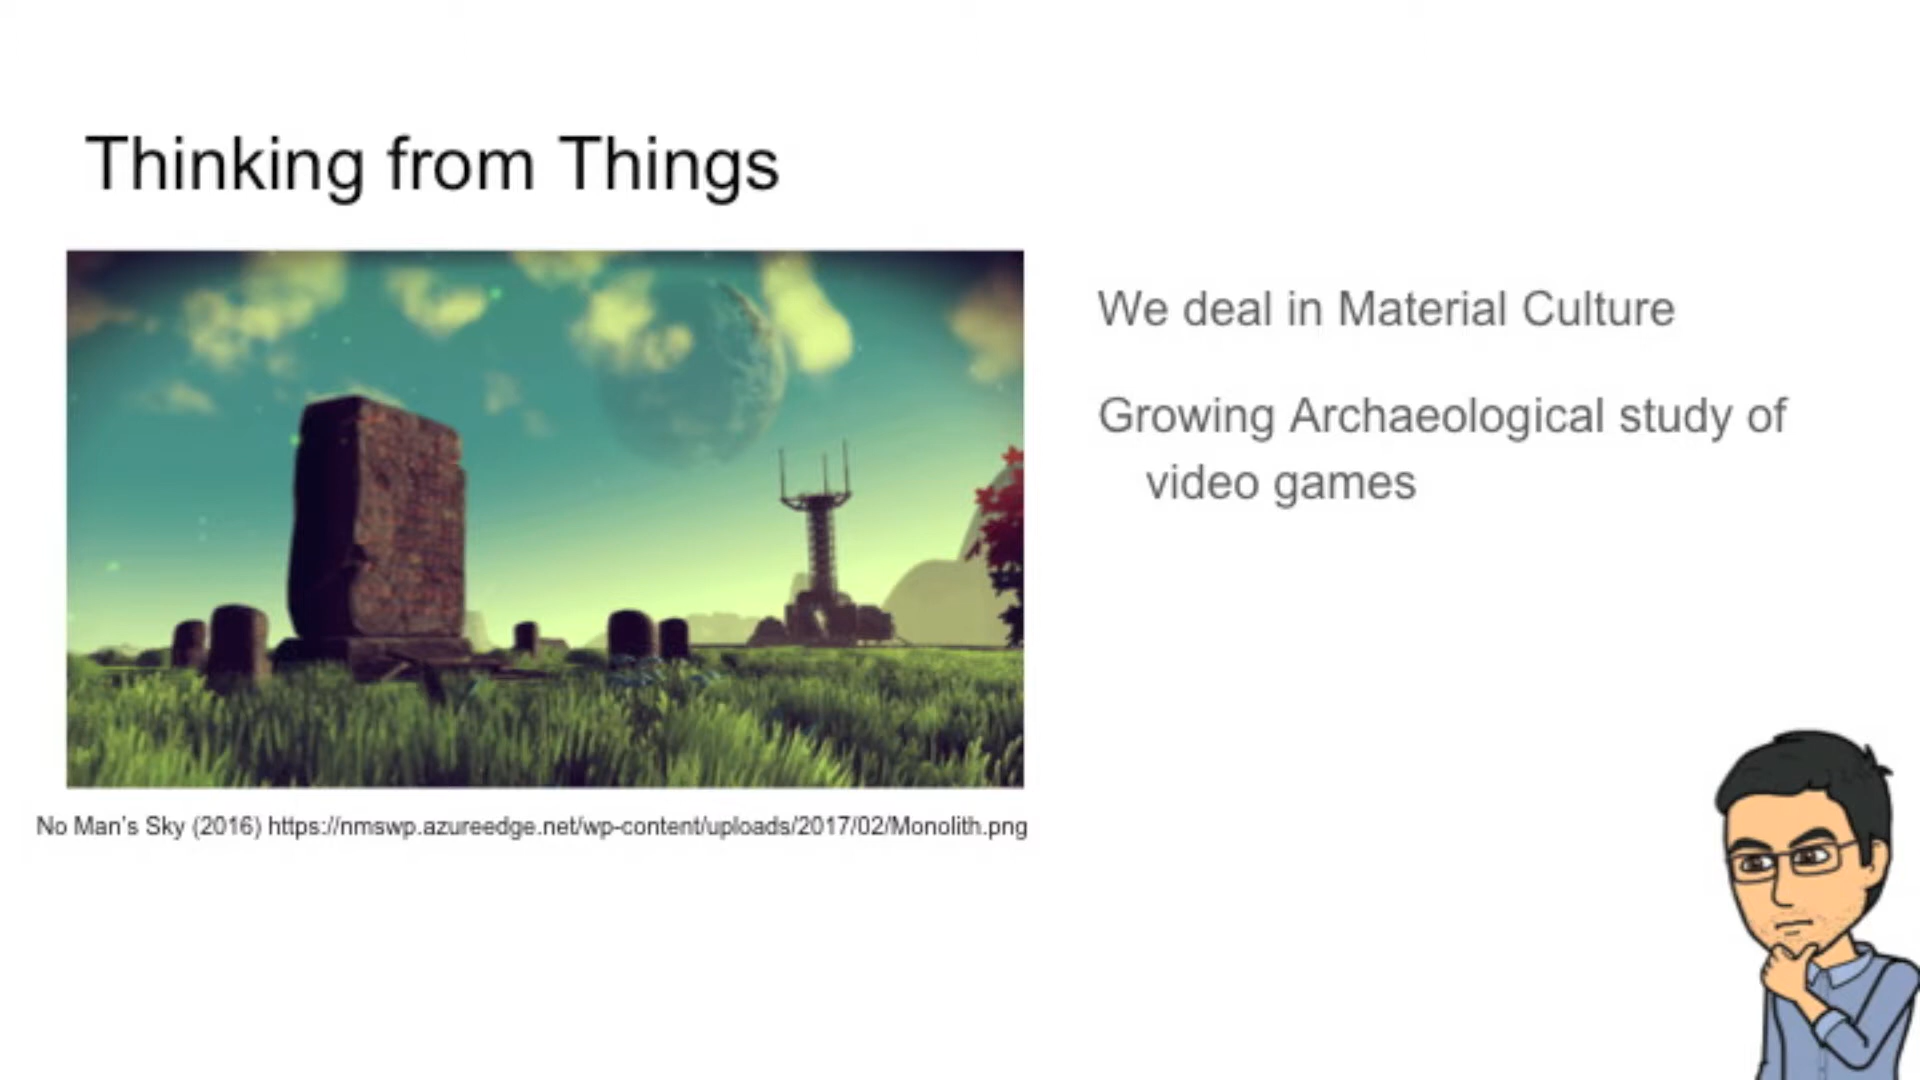 Thinking from Things
We deal in Material Culture
Growing Archaeological study of
video games
No Man's Sky (2016) https://nmswp.azureedge.net/wp-content/uploads/2017/02/Monolith.png